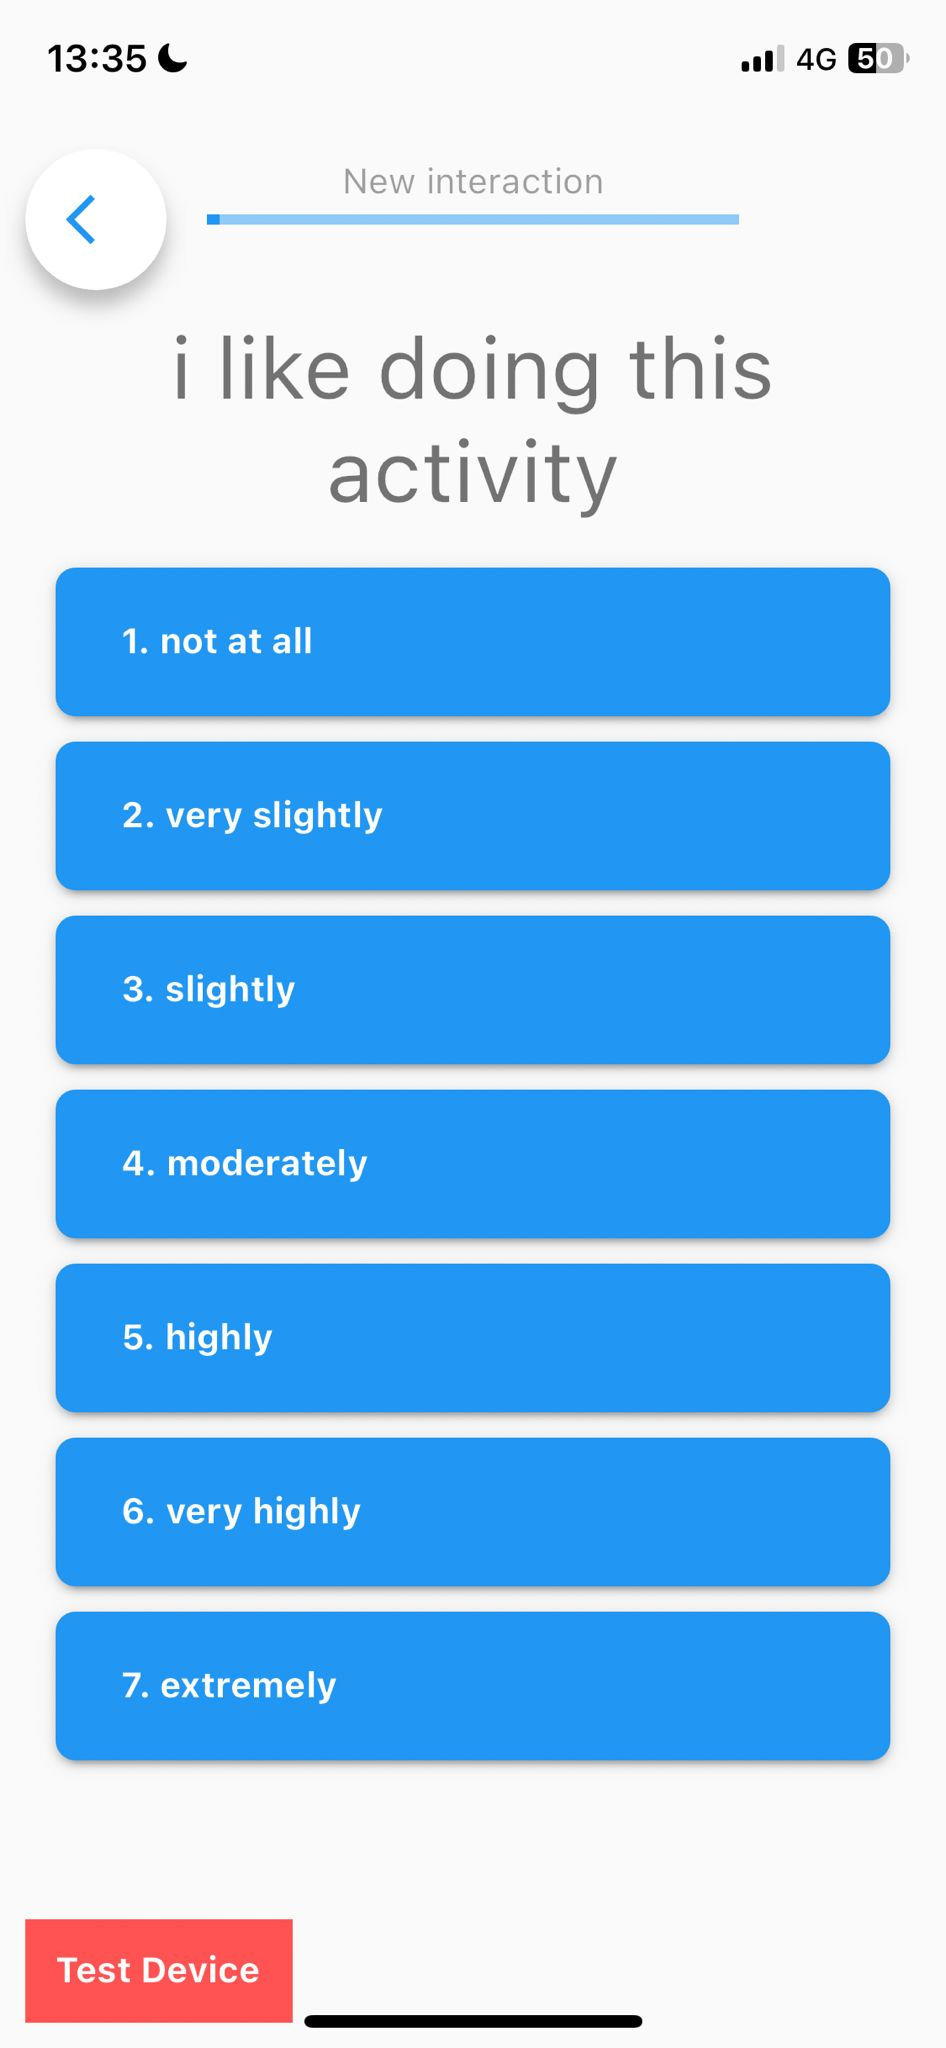 13:35
4G
50
New interaction
i like doing this
activity
1. not at all
2. very slightly
3. slightly
4. moderately
5. highly
6. very highly
7. extremely
Test Device